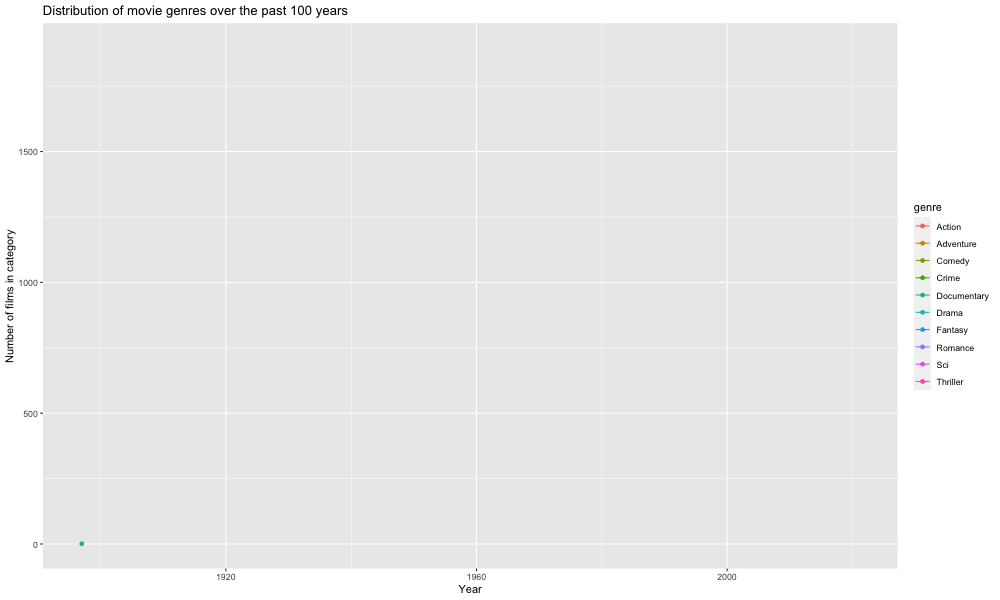 Distribution of movie genres over the past 100 years
Number of films in category
1500
1000
500
0
1920
1960
2000
Year
genre
Action
Adventure
Comedy
Crime
Documentary
Drama
Fantasy
Romance
Sci
Thriller